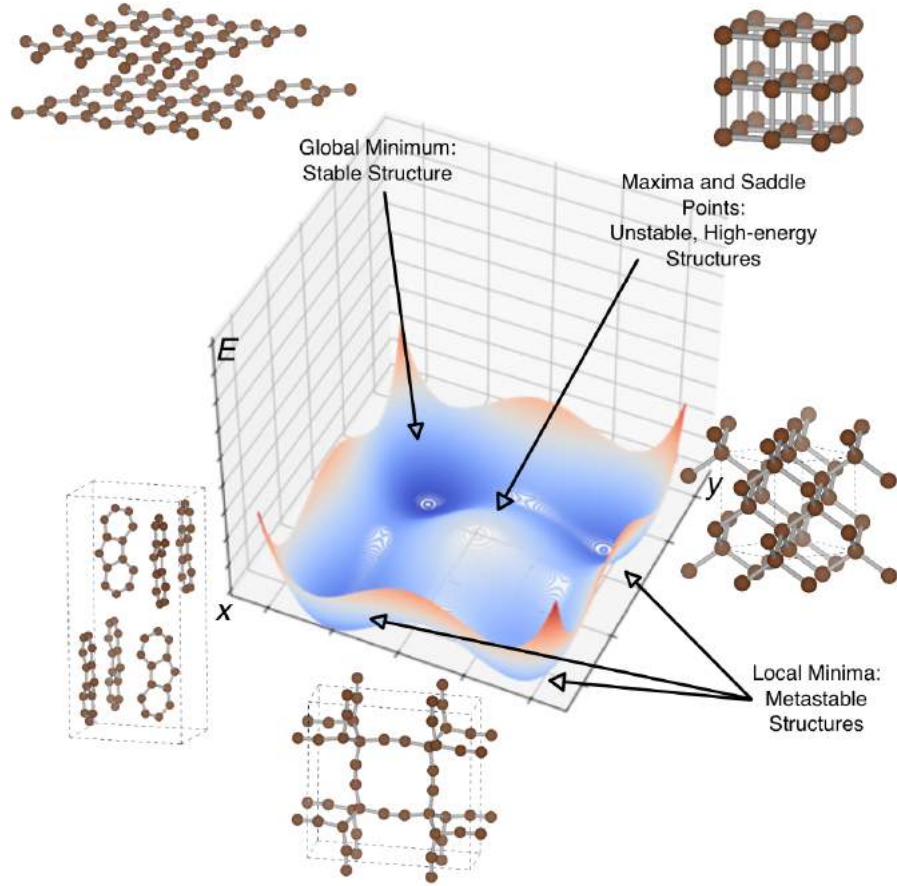 Global Minimum:
Stable Structure
Maxima and Saddle
Points:
Unstable, High-energy
Structures
E
y
x
Local Minima:
Metastable
Structures